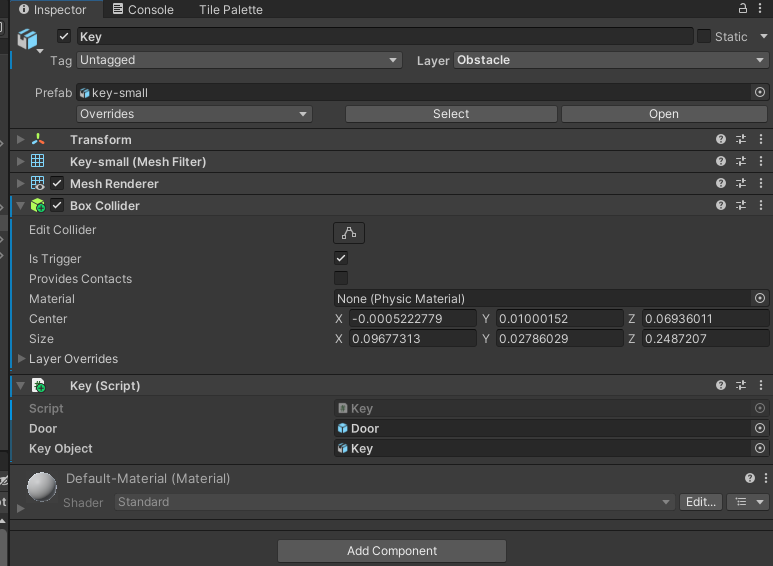 Inspector Console Tile Palette
Key Static
Tag Untagged Layer Obstacle
Prefab key-small
Overrides Select Open
Transform
Key-small (Mesh Filter)
Mesh Renderer
Box Collider
Edit Collider
Is Trigger
Provides Contacts
Material None (Physic Material)
Center X -0.0005222779 Y 0.01000152 Z 0.06936011
Size X 0.09677313 Y 0.02786029 Z 0.2487207
Layer Overrides
Key (Script)
Script Key
Door Door
Key Object Key
Default-Material (Material)
Shader Standard Edit...
Add Component